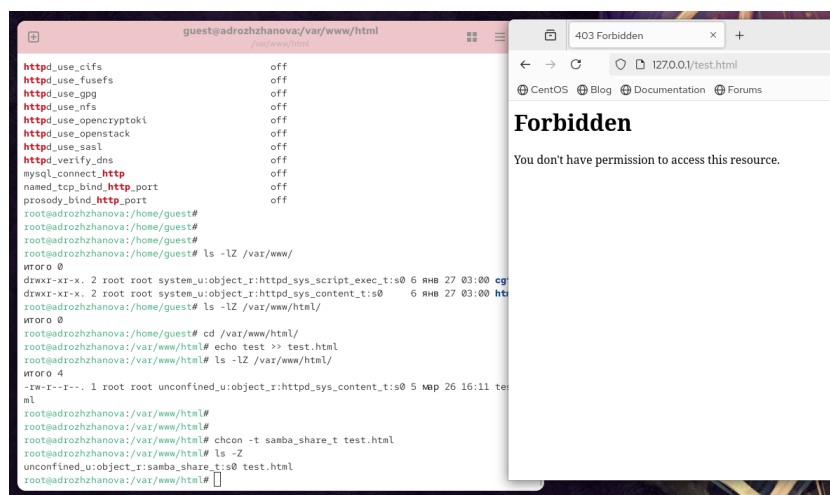 guest@adrozhzhanova:/var/www/html
/var/www/html
httpd_use_cifs off
httpd_use_fusefs off
httpd_use_gpg off
httpd_use_nfs off
httpd_use_opencryptoki off
httpd_use_openstack off
httpd_use_sasl off
httpd_verify_dns off
mysql_connect_http off
named_tcp_bind_http_port off
prosody_bind_http_port off
root@adrozhzhanova:/home/guest#
root@adrozhzhanova:/home/guest#
root@adrozhzhanova:/home/guest#
root@adrozhzhanova:/home/guest# ls -lZ /var/www/
итого 0
drwxr-xr-x. 2 root root system_u:object_r:httpd_sys_script_exec_t:s0 6 янв 27 03:00 cg
drwxr-xr-x. 2 root root system_u:object_r:httpd_sys_content_t:s0 6 янв 27 03:00 ht
root@adrozhzhanova:/home/guest# ls -lZ /var/www/html/
итого 0
root@adrozhzhanova:/home/guest# cd /var/www/html/
root@adrozhzhanova:/var/www/html# echo test >> test.html
root@adrozhzhanova:/var/www/html# ls -lZ /var/www/html/
итого 4
-rw-r--r--. 1 root root unconfined_u:object_r:httpd_sys_content_t:s0 5 мар 26 16:11 tes
ml
root@adrozhzhanova:/var/www/html#
root@adrozhzhanova:/var/www/html#
root@adrozhzhanova:/var/www/html# chcon -t samba_share_t test.html
root@adrozhzhanova:/var/www/html# ls -Z
unconfined_u:object_r:samba_share_t:s0 test.html
root@adrozhzhanova:/var/www/html#
403 Forbidden
127.0.0.1/test.html
CentOS Blog Documentation Forums
Forbidden
You don't have permission to access this resource.